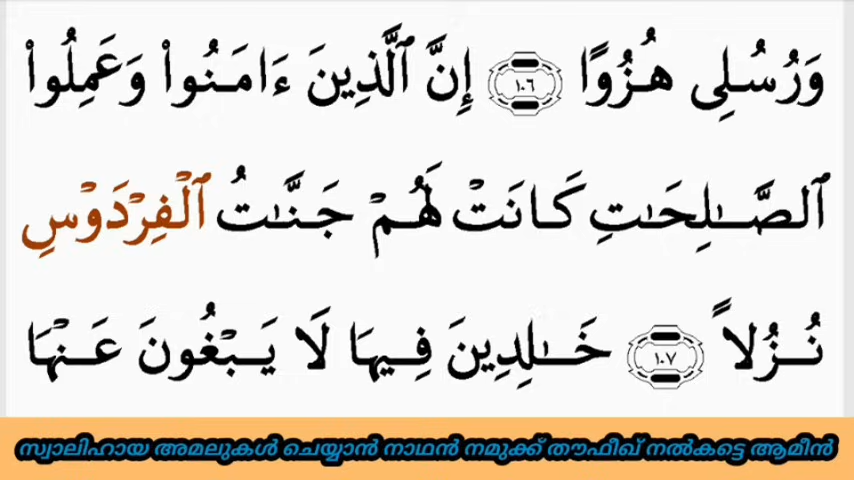 وَرُسُلِى هُزُوًا ١٠٦ إِنَّ ٱلَّذِينَ ءَامَنُوا۟ وَعَمِلُوا۟
ٱلصَّـٰلِحَـٰتِ كَانَتْ لَهُمْ جَنَّـٰتُ ٱلْفِرْدَوْسِ
نُزُلاً ١٠٧ خَـٰلِدِينَ فِيهَا لَا يَبْغُونَ عَنْهَا
സ്വാലിഹായ അമലുകൾ ചെയ്യാൻ നാഥൻ നമുക്ക് തൗഫീഖ് നൽകട്ടെ ആമീൻ